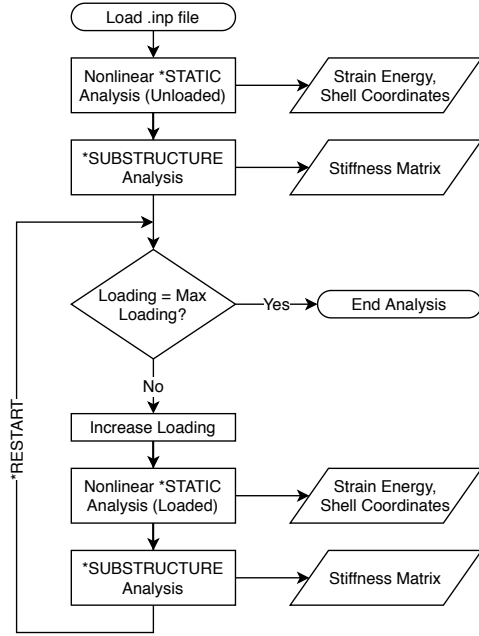 Load .inp file
Nonlinear *STATIC
Analysis (Unloaded)
Strain Energy,
Shell Coordinates
*SUBSTRUCTURE
Analysis
Stiffness Matrix
Loading = Max
Loading?
Yes
End Analysis
No
*RESTART
Increase Loading
Nonlinear *STATIC
Analysis (Loaded)
Strain Energy,
Shell Coordinates
*SUBSTRUCTURE
Analysis
Stiffness Matrix